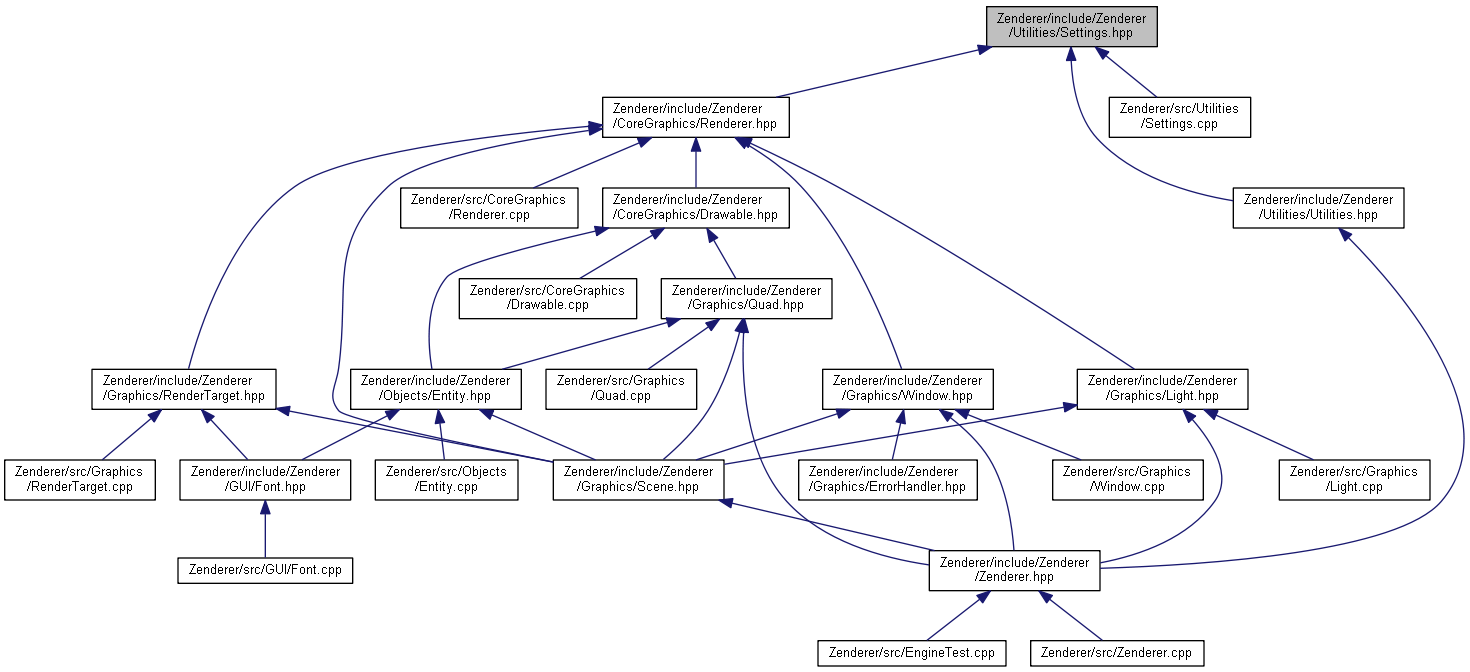 Zenderer/include/Zenderer
/Utilities/Settings.hpp
Zenderer/include/Zenderer
/CoreGraphics/Renderer.hpp
Zenderer/src/Utilities
/Settings.cpp
Zenderer/src/CoreGraphics
/Renderer.cpp
Zenderer/include/Zenderer
/CoreGraphics/Drawable.hpp
Zenderer/include/Zenderer
/Utilities/Utilities.hpp
Zenderer/src/CoreGraphics
/Drawable.cpp
Zenderer/include/Zenderer
/Graphics/Quad.hpp
Zenderer/include/Zenderer
/Graphics/RenderTarget.hpp
Zenderer/include/Zenderer
/Objects/Entity.hpp
Zenderer/src/Graphics
/Quad.cpp
Zenderer/include/Zenderer
/Graphics/Window.hpp
Zenderer/include/Zenderer
/Graphics/Light.hpp
Zenderer/src/Graphics
/RenderTarget.cpp
Zenderer/include/Zenderer
/GUI/Font.hpp
Zenderer/src/Objects
/Entity.cpp
Zenderer/include/Zenderer
/Graphics/Scene.hpp
Zenderer/include/Zenderer
/Graphics/ErrorHandler.hpp
Zenderer/src/Graphics
/Window.cpp
Zenderer/src/Graphics
/Light.cpp
Zenderer/src/GUI/Font.cpp
Zenderer/include/Zenderer
/Zenderer.hpp
Zenderer/src/EngineTest.cpp
Zenderer/src/Zenderer.cpp